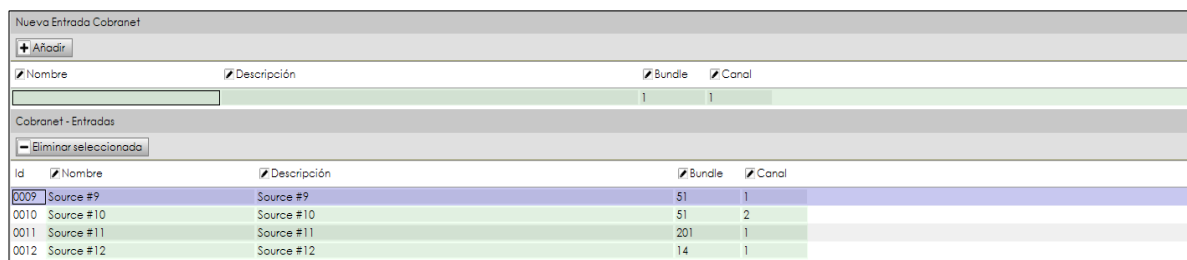 Nueva Entrada Cobranet
Añadir
Nombre Descripción Bundle Canal
1 1
Cobranet - Entradas
Eliminar seleccionada
Id Nombre Descripción Bundle Canal
0009 Source #9 Source #9 51 1
0010 Source #10 Source #10 51 2
0011 Source #11 Source #11 201 1
0012 Source #12 Source #12 14 1